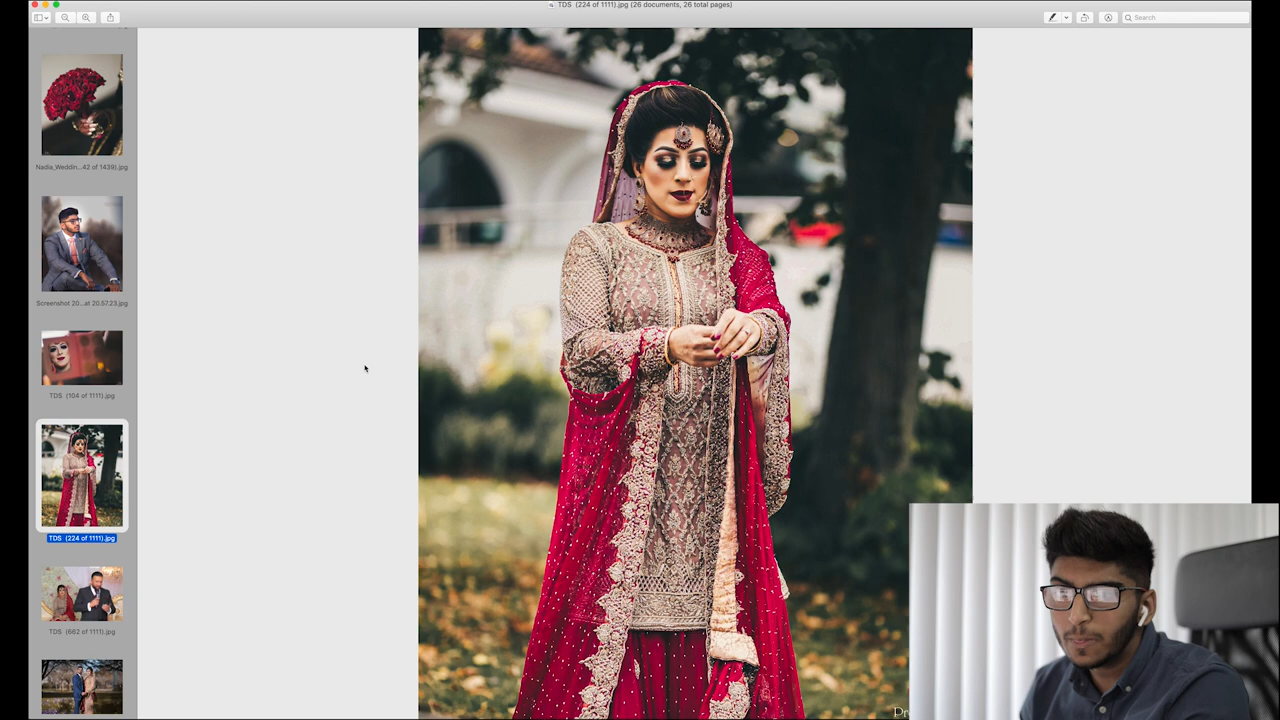 TDS (224 of 1111).jpg (26 documents, 26 total pages)
Search
Nadia_Weddin...42 of 1439).jpg
Screenshot 20...at 20.57.23.jpg
TDS (104 of 1111).jpg
TDS (224 of 1111).jpg
TDS (662 of 1111).jpg